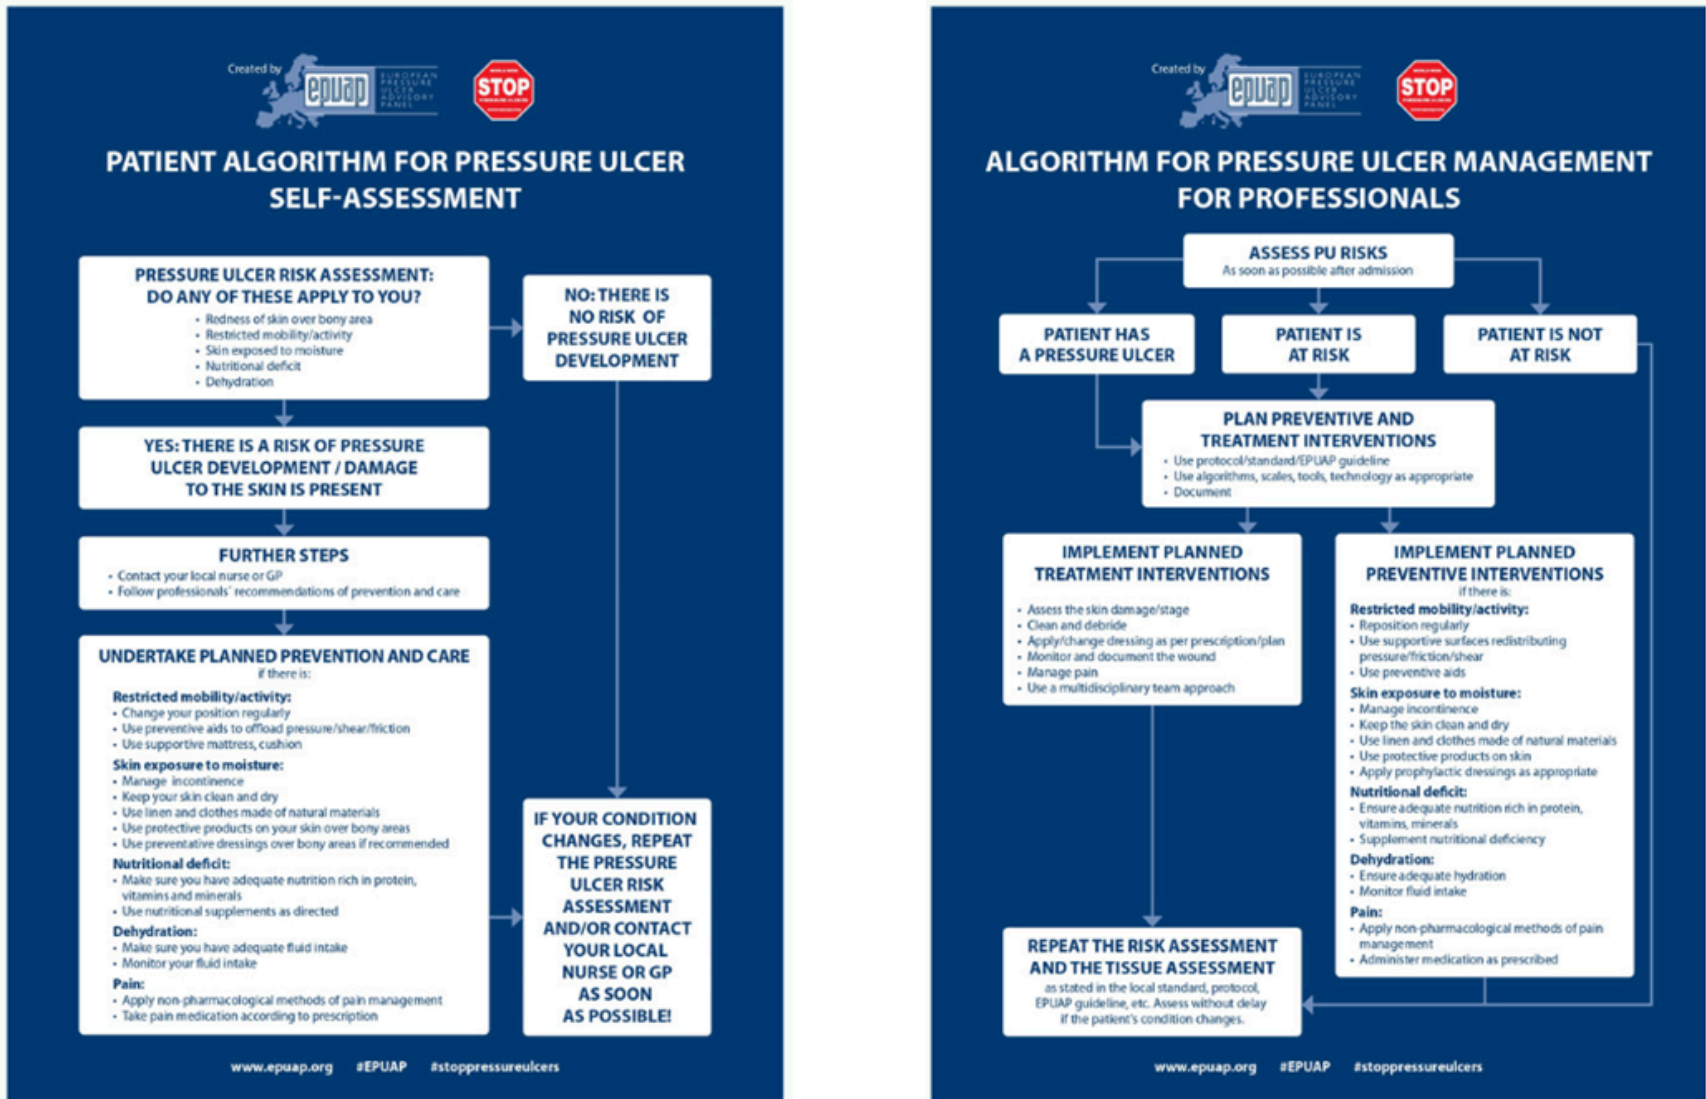 Created by
epuap
EUROPEAN
PRESSURE
ULCER
ADVISORY
PANEL
STOP
PATIENT ALGORITHM FOR PRESSURE ULCER
SELF-ASSESSMENT
PRESSURE ULCER RISK ASSESSMENT:
DO ANY OF THESE APPLY TO YOU?
• Redness of skin over bony area
• Restricted mobility/activity
• Skin exposed to moisture
• Nutritional deficit
• Dehydration
NO: THERE IS
NO RISK OF
PRESSURE ULCER
DEVELOPMENT
YES: THERE IS A RISK OF PRESSURE
ULCER DEVELOPMENT / DAMAGE
TO THE SKIN IS PRESENT
FURTHER STEPS
• Contact your local nurse or GP
• Follow professionals´ recommendations of prevention and care
UNDERTAKE PLANNED PREVENTION AND CARE
if there is:
Restricted mobility/activity:
• Change your position regularly
• Use preventive aids to offload pressure/shear/friction
• Use supportive mattress, cushion
Skin exposure to moisture:
• Manage incontinence
• Keep your skin clean and dry
• Use linen and clothes made of natural materials
• Use protective products on your skin over bony areas
• Use preventative dressings over bony areas if recommended
Nutritional deficit:
• Make sure you have adequate nutrition rich in protein,
vitamins and minerals
• Use nutritional supplements as directed
Dehydration:
• Make sure you have adequate fluid intake
• Monitor your fluid intake
Pain:
• Apply non-pharmacological methods of pain management
• Take pain medication according to prescription
IF YOUR CONDITION
CHANGES, REPEAT
THE PRESSURE
ULCER RISK
ASSESSMENT
AND/OR CONTACT
YOUR LOCAL
NURSE OR GP
AS SOON
AS POSSIBLE!
www.epuap.org #EPUAP #stoppressureulcers
Created by
epuap
EUROPEAN
PRESSURE
ULCER
ADVISORY
PANEL
STOP
ALGORITHM FOR PRESSURE ULCER MANAGEMENT
FOR PROFESSIONALS
ASSESS PU RISKS
As soon as possible after admission
PATIENT HAS
A PRESSURE ULCER
PATIENT IS
AT RISK
PATIENT IS NOT
AT RISK
PLAN PREVENTIVE AND
TREATMENT INTERVENTIONS
• Use protocol/standard/EPUAP guideline
• Use algorithms, scales, tools, technology as appropriate
• Document
IMPLEMENT PLANNED
TREATMENT INTERVENTIONS
• Assess the skin damage/stage
• Clean and debride
• Apply/change dressing as per prescription/plan
• Monitor and document the wound
• Manage pain
• Use a multidisciplinary team approach
IMPLEMENT PLANNED
PREVENTIVE INTERVENTIONS
if there is:
Restricted mobility/activity:
• Reposition regularly
• Use supportive surfaces redistributing
pressure/friction/shear
• Use preventive aids
Skin exposure to moisture:
• Manage incontinence
• Keep the skin clean and dry
• Use linen and clothes made of natural materials
• Use protective products on skin
• Apply prophylactic dressings as appropriate
Nutritional deficit:
• Ensure adequate nutrition rich in protein,
vitamins, minerals
• Supplement nutritional deficiency
Dehydration:
• Ensure adequate hydration
• Monitor fluid intake
Pain:
• Apply non-pharmacological methods of pain
management
• Administer medication as prescribed
REPEAT THE RISK ASSESSMENT
AND THE TISSUE ASSESSMENT
as stated in the local standard, protocol,
EPUAP guideline, etc. Assess without delay
if the patient's condition changes.
www.epuap.org #EPUAP #stoppressureulcers